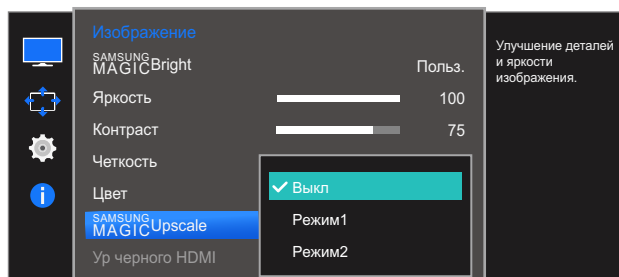 Изображение
SAMSUNG
MAGICBright Польз.
Яркость 100
Контраст 75
Четкость
Цвет
SAMSUNG
MAGICUpscale
Ур черного HDMI
Выкл
Режим1
Режим2
Улучшение деталей
и яркости
изображения.